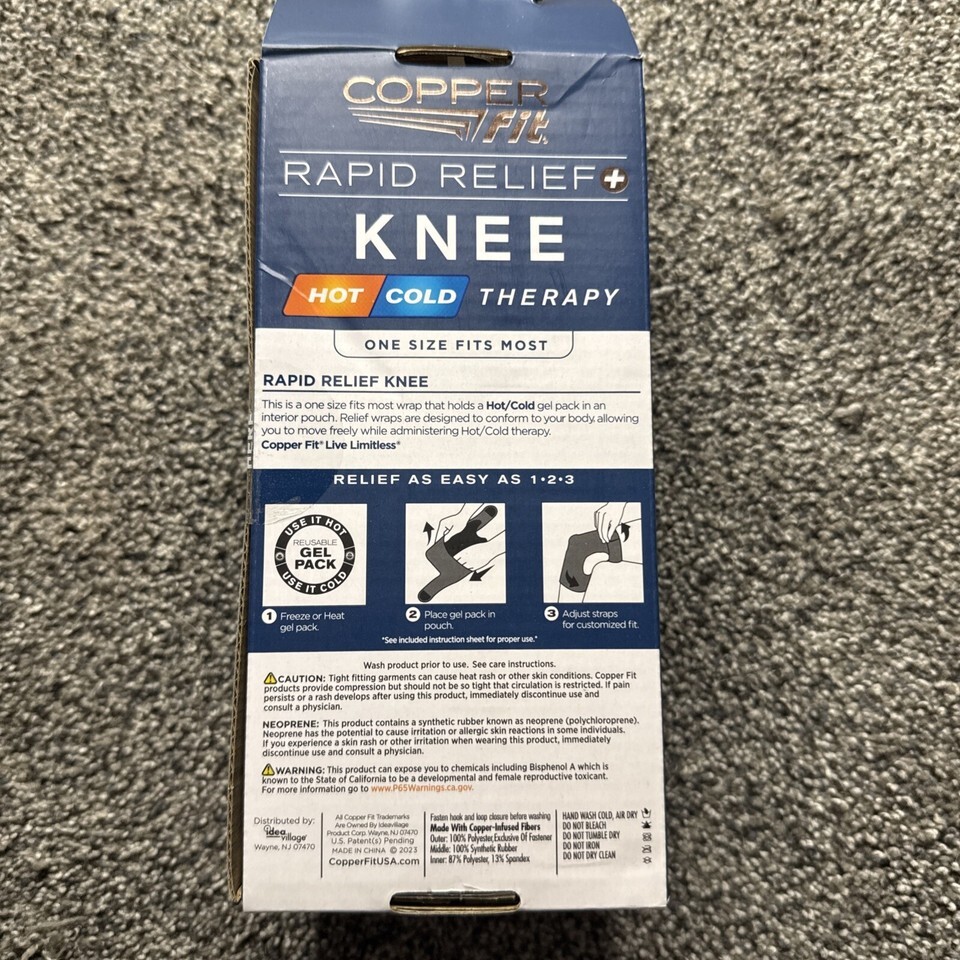 COPPER
Fit®
RAPID RELIEF+
KNEE
HOT COLD THERAPY
ONE SIZE FITS MOST
RAPID RELIEF KNEE
This is a one size fits most wrap that holds a Hot/Cold gel pack in an
interior pouch. Relief wraps are designed to conform to your body, allowing
you to move freely while administering Hot/Cold therapy.
Copper Fit® Live Limitless®
RELIEF AS EASY AS 1•2•3
USE IT HOT
REUSABLE
GEL
PACK
USE IT COLD
1 Freeze or Heat
gel pack.
2 Place gel pack in
pouch.
3 Adjust straps
for customized fit.
*See included instruction sheet for proper use.*
Wash product prior to use. See care instructions.
CAUTION: Tight fitting garments can cause heat rash or other skin conditions. Copper Fit
products provide compression but should not be so tight that circulation is restricted. If pain
persists or a rash develops after using this product, immediately discontinue use and
consult a physician.
NEOPRENE: This product contains a synthetic rubber known as neoprene (polychloroprene).
Neoprene has the potential to cause irritation or allergic skin reactions in some individuals.
If you experience a skin rash or other irritation when wearing this product, immediately
discontinue use and consult a physician.
WARNING: This product can expose you to chemicals including Bisphenol A which is
known to the State of California to be a developmental and female reproductive toxicant.
For more information go to www.P65Warnings.ca.gov.
Distributed by:
idea
village®
Wayne, NJ 07470
All Copper Fit Trademarks
Are Owned By Ideavillage
Product Corp. Wayne, NJ 07470
U.S. Patent(s) Pending
MADE IN CHINA © 2023
CopperFitUSA.com
Fasten hook and loop closure before washing
Made With Copper-Infused Fibers
Outer: 100% Polyester, Exclusive Of Fastener
Middle: 100% Synthetic Rubber
Inner: 87% Polyester, 13% Spandex
HAND WASH COLD, AIR DRY
DO NOT BLEACH
DO NOT TUMBLE DRY
DO NOT IRON
DO NOT DRY CLEAN